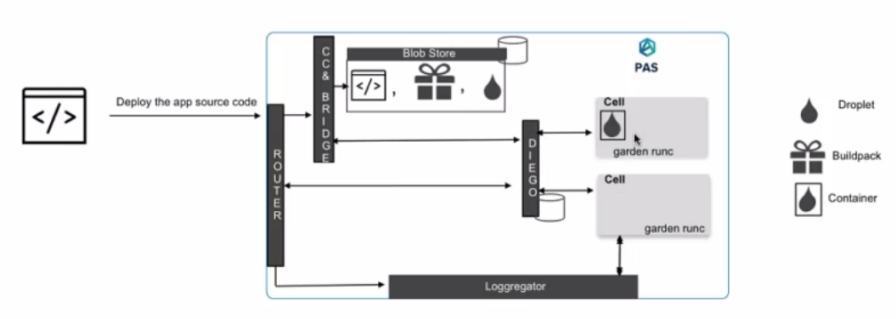 Deploy the app source code
</>
ROUTER
CC& BRIDGE
Blob Store
</> , ,
DIEGO
PAS
Cell
garden runc
Cell
garden runc
Loggregator
Droplet
Buildpack
Container